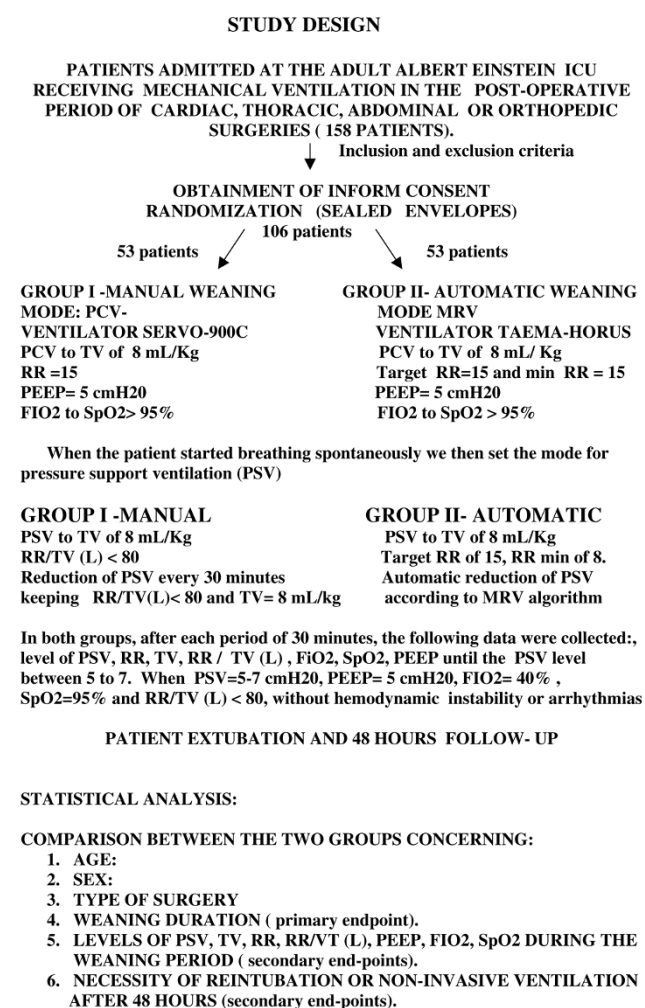 STUDY DESIGN
PATIENTS ADMITTED AT THE ADULT ALBERT EINSTEIN ICU
RECEIVING MECHANICAL VENTILATION IN THE POST-OPERATIVE
PERIOD OF CARDIAC, THORACIC, ABDOMINAL OR ORTHOPEDIC
SURGERIES ( 158 PATIENTS).
Inclusion and exclusion criteria
OBTAINMENT OF INFORM CONSENT
RANDOMIZATION (SEALED ENVELOPES)
106 patients
53 patients 53 patients
GROUP I -MANUAL WEANING GROUP II- AUTOMATIC WEANING
MODE: PCV- MODE MRV
VENTILATOR SERVO-900C VENTILATOR TAEMA-HORUS
PCV to TV of 8 mL/Kg PCV to TV of 8 mL/ Kg
RR =15 Target RR=15 and min RR = 15
PEEP= 5 cmH20 PEEP= 5 cmH20
FIO2 to SpO2> 95% FIO2 to SpO2 > 95%
When the patient started breathing spontaneously we then set the mode for
pressure support ventilation (PSV)
GROUP I -MANUAL GROUP II- AUTOMATIC
PSV to TV of 8 mL/Kg PSV to TV of 8 mL/Kg
RR/TV (L) < 80 Target RR of 15, RR min of 8.
Reduction of PSV every 30 minutes Automatic reduction of PSV
keeping RR/TV(L)< 80 and TV= 8 mL/kg according to MRV algorithm
In both groups, after each period of 30 minutes, the following data were collected:,
level of PSV, RR, TV, RR / TV (L) , FiO2, SpO2, PEEP until the PSV level
between 5 to 7. When PSV=5-7 cmH20, PEEP= 5 cmH20, FIO2= 40% ,
SpO2=95% and RR/TV (L) < 80, without hemodynamic instability or arrhythmias
PATIENT EXTUBATION AND 48 HOURS FOLLOW- UP
STATISTICAL ANALYSIS:
COMPARISON BETWEEN THE TWO GROUPS CONCERNING:
1. AGE:
2. SEX:
3. TYPE OF SURGERY
4. WEANING DURATION ( primary endpoint).
5. LEVELS OF PSV, TV, RR, RR/VT (L), PEEP, FIO2, SpO2 DURING THE
WEANING PERIOD ( secondary end-points).
6. NECESSITY OF REINTUBATION OR NON-INVASIVE VENTILATION
AFTER 48 HOURS (secondary end-points).